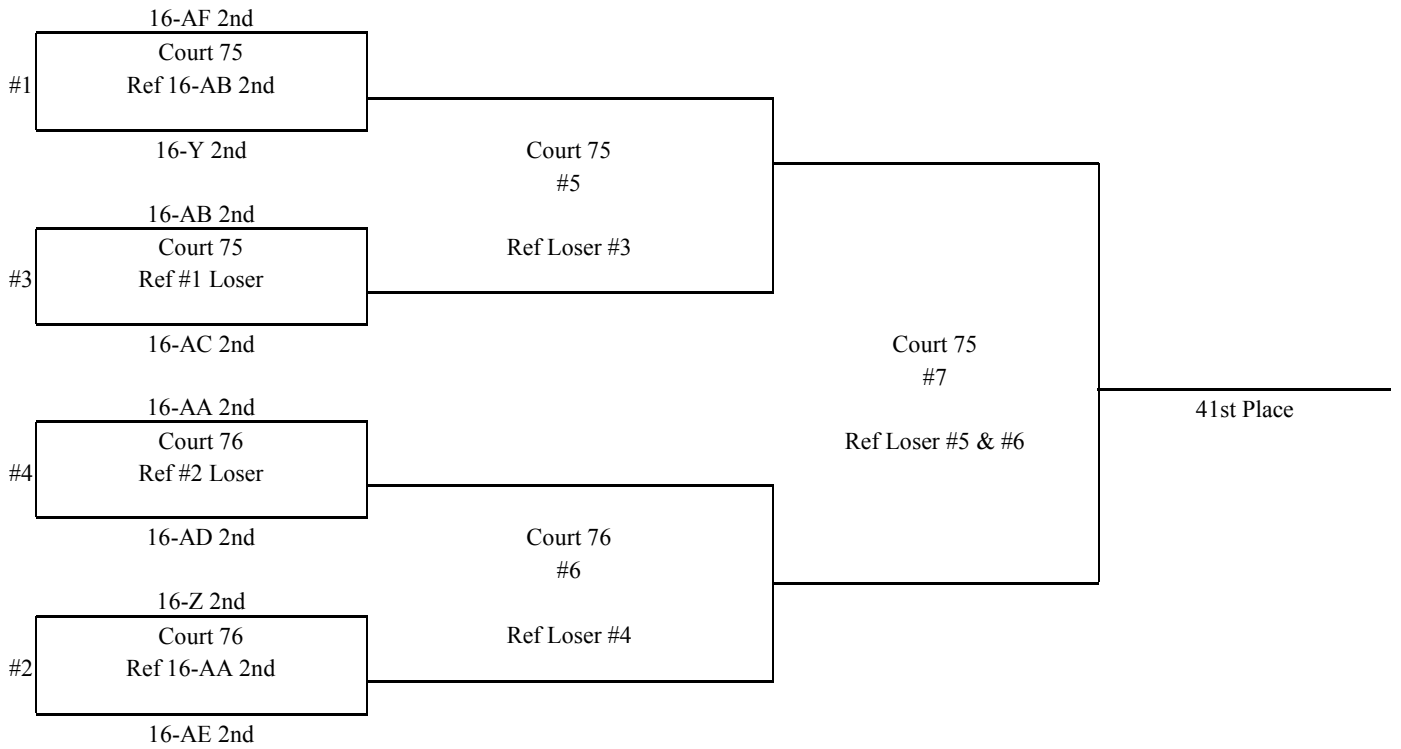 16-AF 2nd
Court 75
#1
Ref 16-AB 2nd
16-Y 2nd
Court 75
#5
16-AB 2nd
Court 75
Ref Loser #3
#3
Ref #1 Loser
16-AC 2nd
Court 75
#7
16-AA 2nd
41st Place
Court 76
Ref Loser #5 & #6
#4
Ref #2 Loser
16-AD 2nd
Court 76
#6
16-Z 2nd
Court 76
Ref Loser #4
#2
Ref 16-AA 2nd
16-AE 2nd